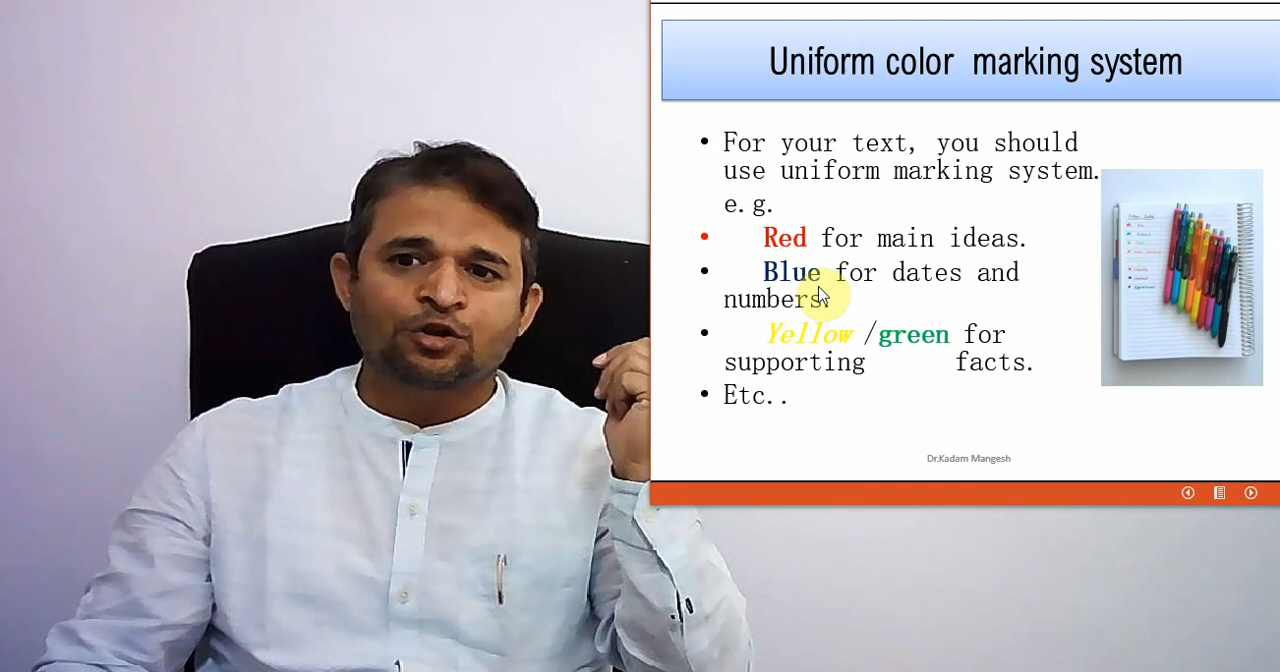 Uniform color marking system
• For your text, you should
use uniform marking system.
e.g.
• Red for main ideas.
• Blue for dates and
numbers.
• Yellow /green for
supporting facts.
• Etc..
Dr.Kadam Mangesh